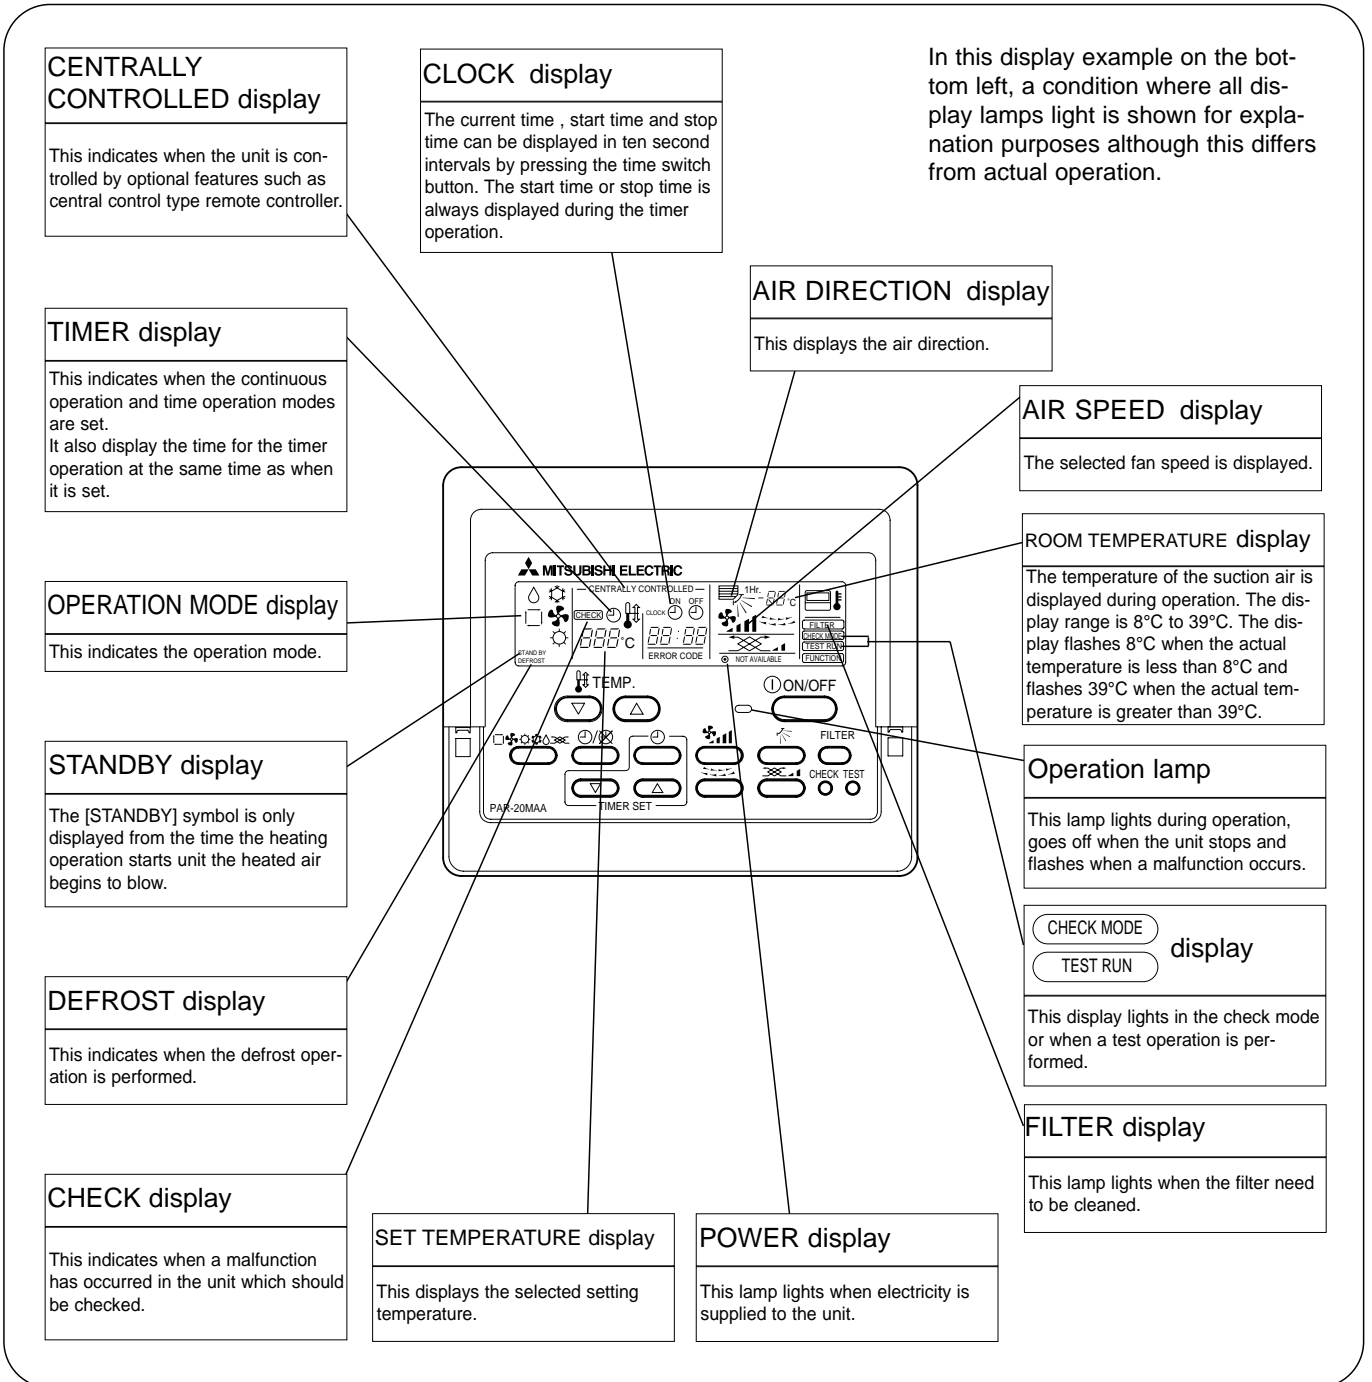 CENTRALLY
CONTROLLED display
This indicates when the unit is con-
trolled by optional features such as
central control type remote controller.
CLOCK display
The current time , start time and stop
time can be displayed in ten second
intervals by pressing the time switch
button. The start time or stop time is
always displayed during the timer
operation.
In this display example on the bot-
tom left, a condition where all dis-
play lamps light is shown for expla-
nation purposes although this differs
from actual operation.
TIMER display
This indicates when the continuous
operation and time operation modes
are set.
It also display the time for the timer
operation at the same time as when
it is set.
AIR DIRECTION display
This displays the air direction.
AIR SPEED display
The selected fan speed is displayed.
OPERATION MODE display
This indicates the operation mode.
ROOM TEMPERATURE display
The temperature of the suction air is
displayed during operation. The dis-
play range is 8°C to 39°C. The dis-
play flashes 8°C when the actual
temperature is less than 8°C and
flashes 39°C when the actual tem-
perature is greater than 39°C.
MITSUBISHI ELECTRIC
CENTRALLY CONTROLLED
ON OFF
1Hr.
CHECK
CLOCK
88°C
888°C
88:88
ERROR CODE
STAND BY
DEFROST
NOT AVAILABLE
FILTER
CHECK MODE
TEST RUN
FUNCTION
TEMP.
ON/OFF
FILTER
CHECK TEST
PAR-20MAA
TIMER SET
STANDBY display
The [STANDBY] symbol is only
displayed from the time the heating
operation starts unit the heated air
begins to blow.
Operation lamp
This lamp lights during operation,
goes off when the unit stops and
flashes when a malfunction occurs.
CHECK MODE
TEST RUN
display
This display lights in the check mode
or when a test operation is per-
formed.
DEFROST display
This indicates when the defrost oper-
ation is performed.
FILTER display
This lamp lights when the filter need
to be cleaned.
CHECK display
This indicates when a malfunction
has occurred in the unit which should
be checked.
SET TEMPERATURE display
This displays the selected setting
temperature.
POWER display
This lamp lights when electricity is
supplied to the unit.